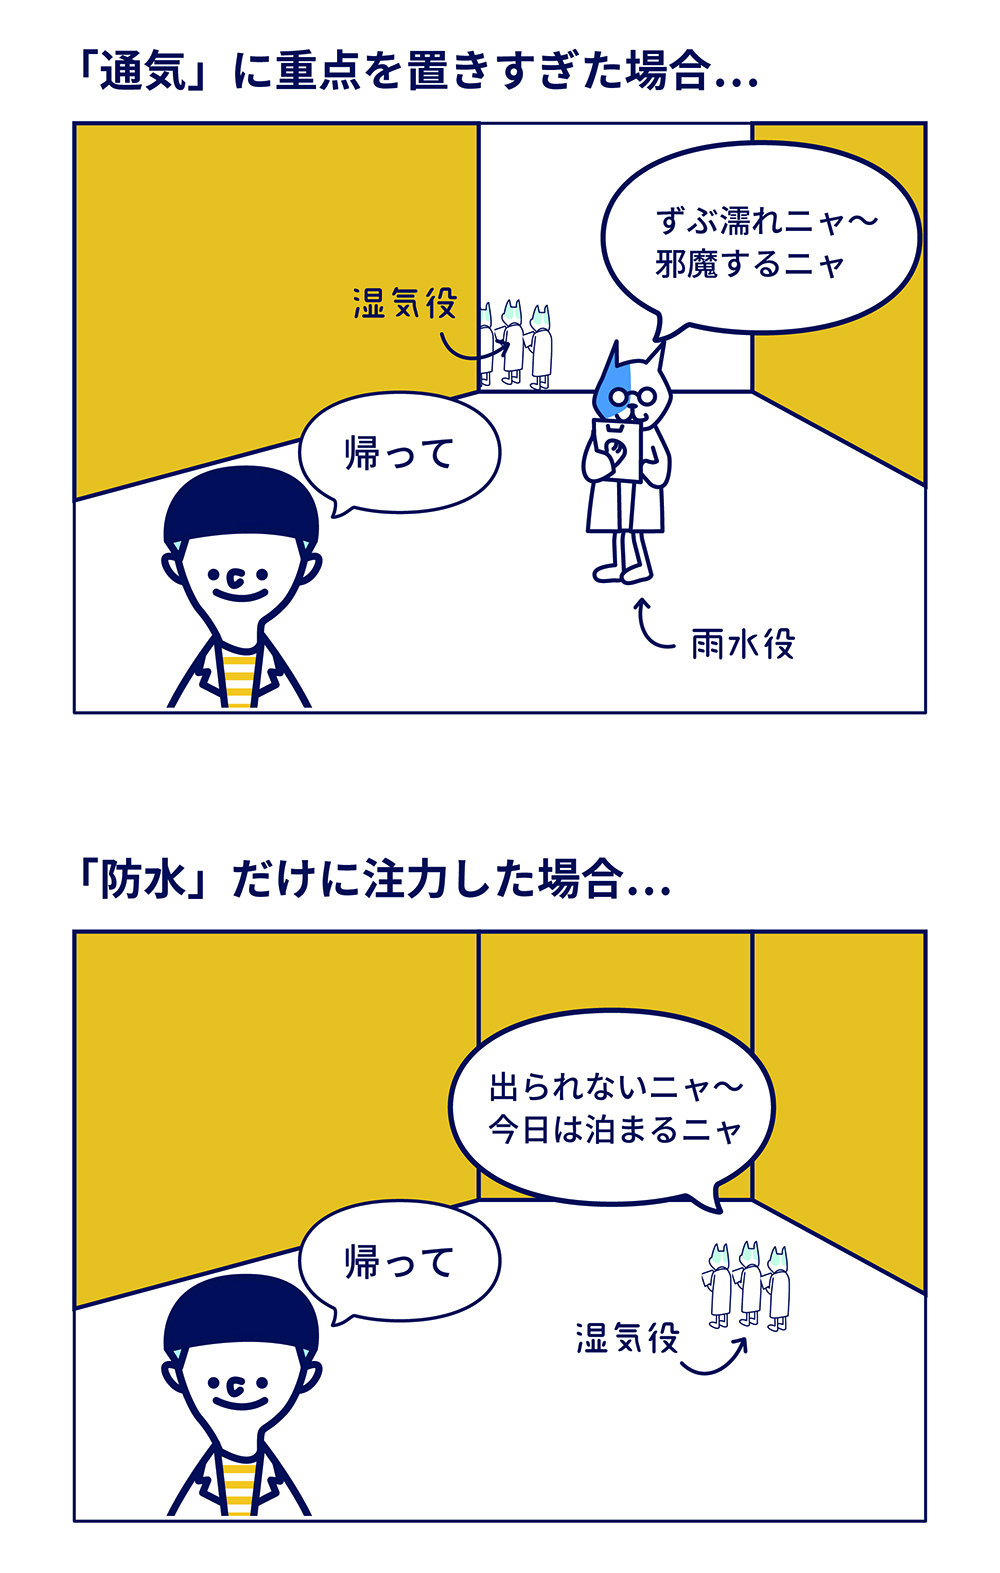 「通気」に重点を置きすぎた場合...
ずぶ濡れニャ〜
邪魔するニャ
湿気役
帰って
雨水役
「防水」だけに注力した場合...
出られないニャ〜
今日は泊まるニャ
帰って
湿気役